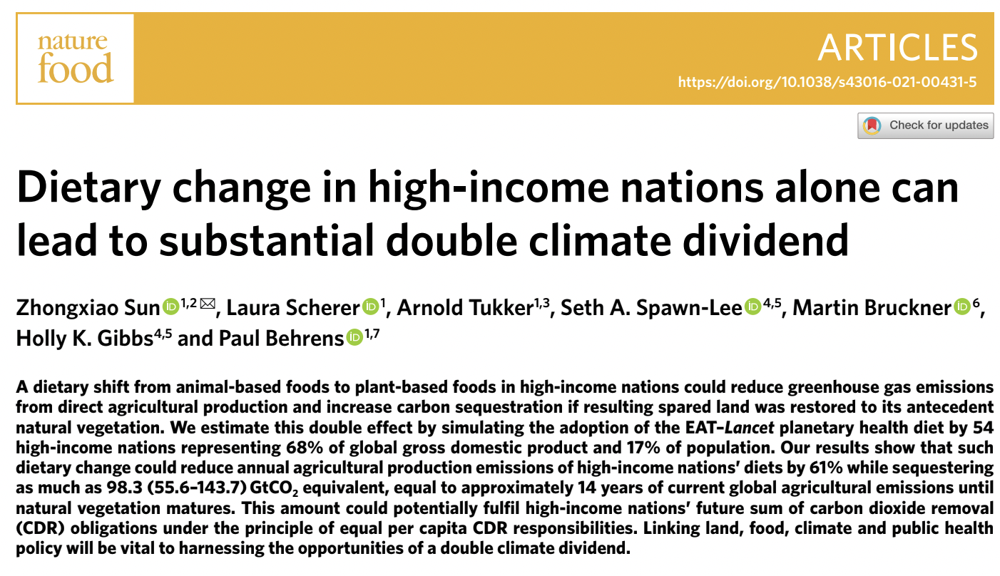 nature
food
ARTICLES
https://doi.org/10.1038/s43016-021-00431-5
Check for updates
Dietary change in high-income nations alone can
lead to substantial double climate dividend
Zhongxiao Sun iD 1,2 ✉, Laura Scherer iD 1, Arnold Tukker1,3, Seth A. Spawn-Lee iD 4,5, Martin Bruckner iD 6,
Holly K. Gibbs4,5 and Paul Behrens iD 1,7
A dietary shift from animal-based foods to plant-based foods in high-income nations could reduce greenhouse gas emissions
from direct agricultural production and increase carbon sequestration if resulting spared land was restored to its antecedent
natural vegetation. We estimate this double effect by simulating the adoption of the EAT–Lancet planetary health diet by 54
high-income nations representing 68% of global gross domestic product and 17% of population. Our results show that such
dietary change could reduce annual agricultural production emissions of high-income nations’ diets by 61% while sequestering
as much as 98.3 (55.6–143.7) GtCO2 equivalent, equal to approximately 14 years of current global agricultural emissions until
natural vegetation matures. This amount could potentially fulfil high-income nations’ future sum of carbon dioxide removal
(CDR) obligations under the principle of equal per capita CDR responsibilities. Linking land, food, climate and public health
policy will be vital to harnessing the opportunities of a double climate dividend.